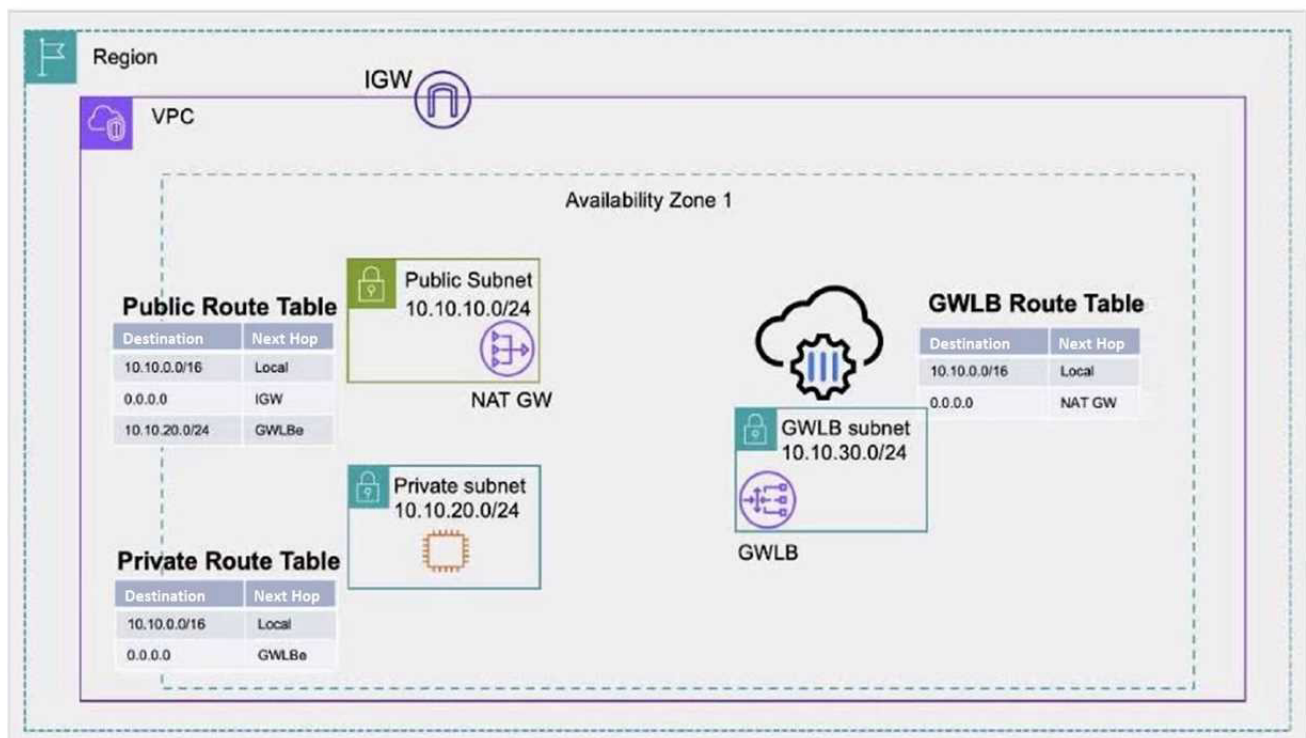 Region
IGW
VPC
Availability Zone 1
Public Subnet
10.10.10.0/24
NAT GW
Public Route Table
Destination Next Hop
10.10.0.0/16 Local
0.0.0.0 IGW
10.10.20.0/24 GWLBe
GWLB Route Table
Destination Next Hop
10.10.0.0/16 Local
0.0.0.0 NAT GW
GWLB subnet
10.10.30.0/24
GWLB
Private subnet
10.10.20.0/24
Private Route Table
Destination Next Hop
10.10.0.0/16 Local
0.0.0.0 GWLBe